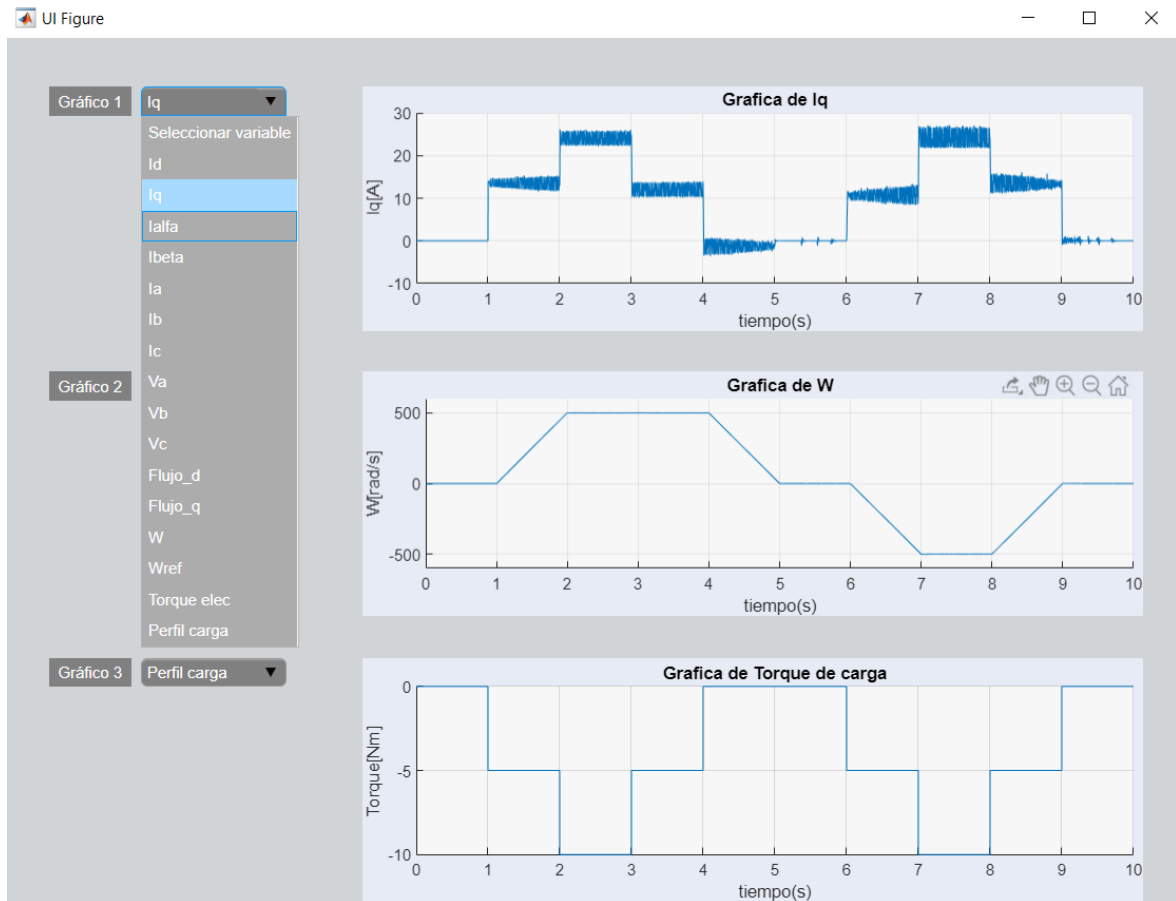 UI Figure
Gráfico 1
Iq
Seleccionar variable
Id
Iq
Ialfa
Ibeta
Ia
Ib
Ic
Va
Vb
Vc
Flujo_d
Flujo_q
W
Wref
Torque elec
Perfil carga
Grafica de Iq
Iq[A]
30
20
10
0
-10
0 1 2 3 4 5 6 7 8 9 10
tiempo(s)
Gráfico 2
Grafica de W
W[rad/s]
500
0
-500
0 1 2 3 4 5 6 7 8 9 10
tiempo(s)
Gráfico 3
Perfil carga
Grafica de Torque de carga
Torque[Nm]
0
-5
-10
0 1 2 3 4 5 6 7 8 9 10
tiempo(s)